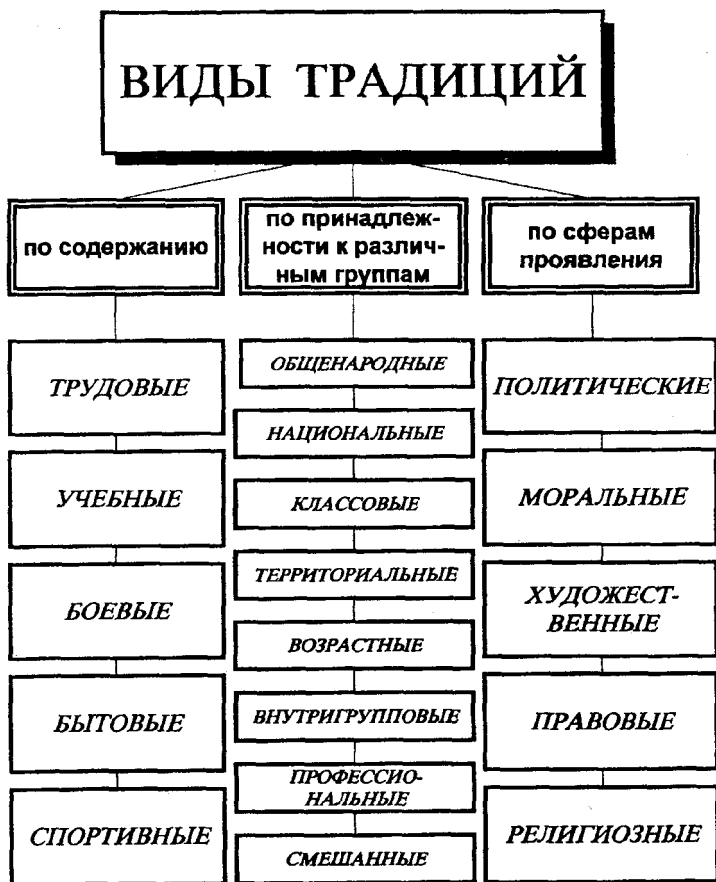 ВИДЫ ТРАДИЦИЙ
по содержанию
ТРУДОВЫЕ
УЧЕБНЫЕ
БОЕВЫЕ
БЫТОВЫЕ
СПОРТИВНЫЕ
по принадлеж-
ности к различ-
ным группам
ОБЩЕНАРОДНЫЕ
НАЦИОНАЛЬНЫЕ
КЛАССОВЫЕ
ТЕРРИТОРИАЛЬНЫЕ
ВОЗРАСТНЫЕ
ВНУТРИГРУППОВЫЕ
ПРОФЕССИО-
НАЛЬНЫЕ
СМЕШАННЫЕ
по сферам
проявления
ПОЛИТИЧЕСКИЕ
МОРАЛЬНЫЕ
ХУДОЖЕСТ-
ВЕННЫЕ
ПРАВОВЫЕ
РЕЛИГИОЗНЫЕ